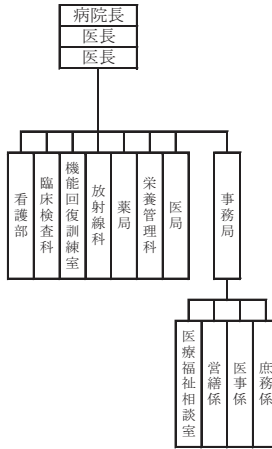 病院長
医長
医長
看護部
臨床検査科
機能回復訓練室
放射線科
薬局
栄養管理科
医局
事務局
医療福祉相談室
営繕係
医事係
庶務係